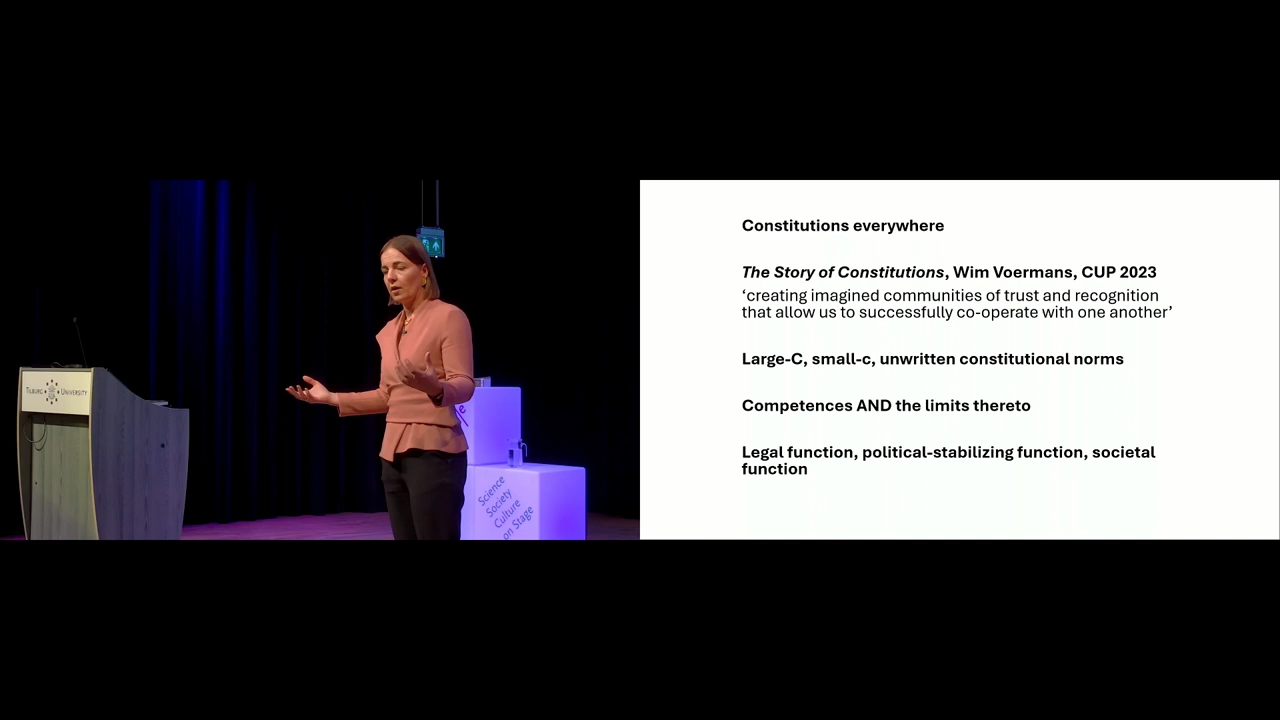 TILBURG UNIVERSITY
Science
Society
Culture
on Stage
Constitutions everywhere
The Story of Constitutions, Wim Voermans, CUP 2023
‘creating imagined communities of trust and recognition
that allow us to successfully co-operate with one another’
Large-C, small-c, unwritten constitutional norms
Competences AND the limits thereto
Legal function, political-stabilizing function, societal
function